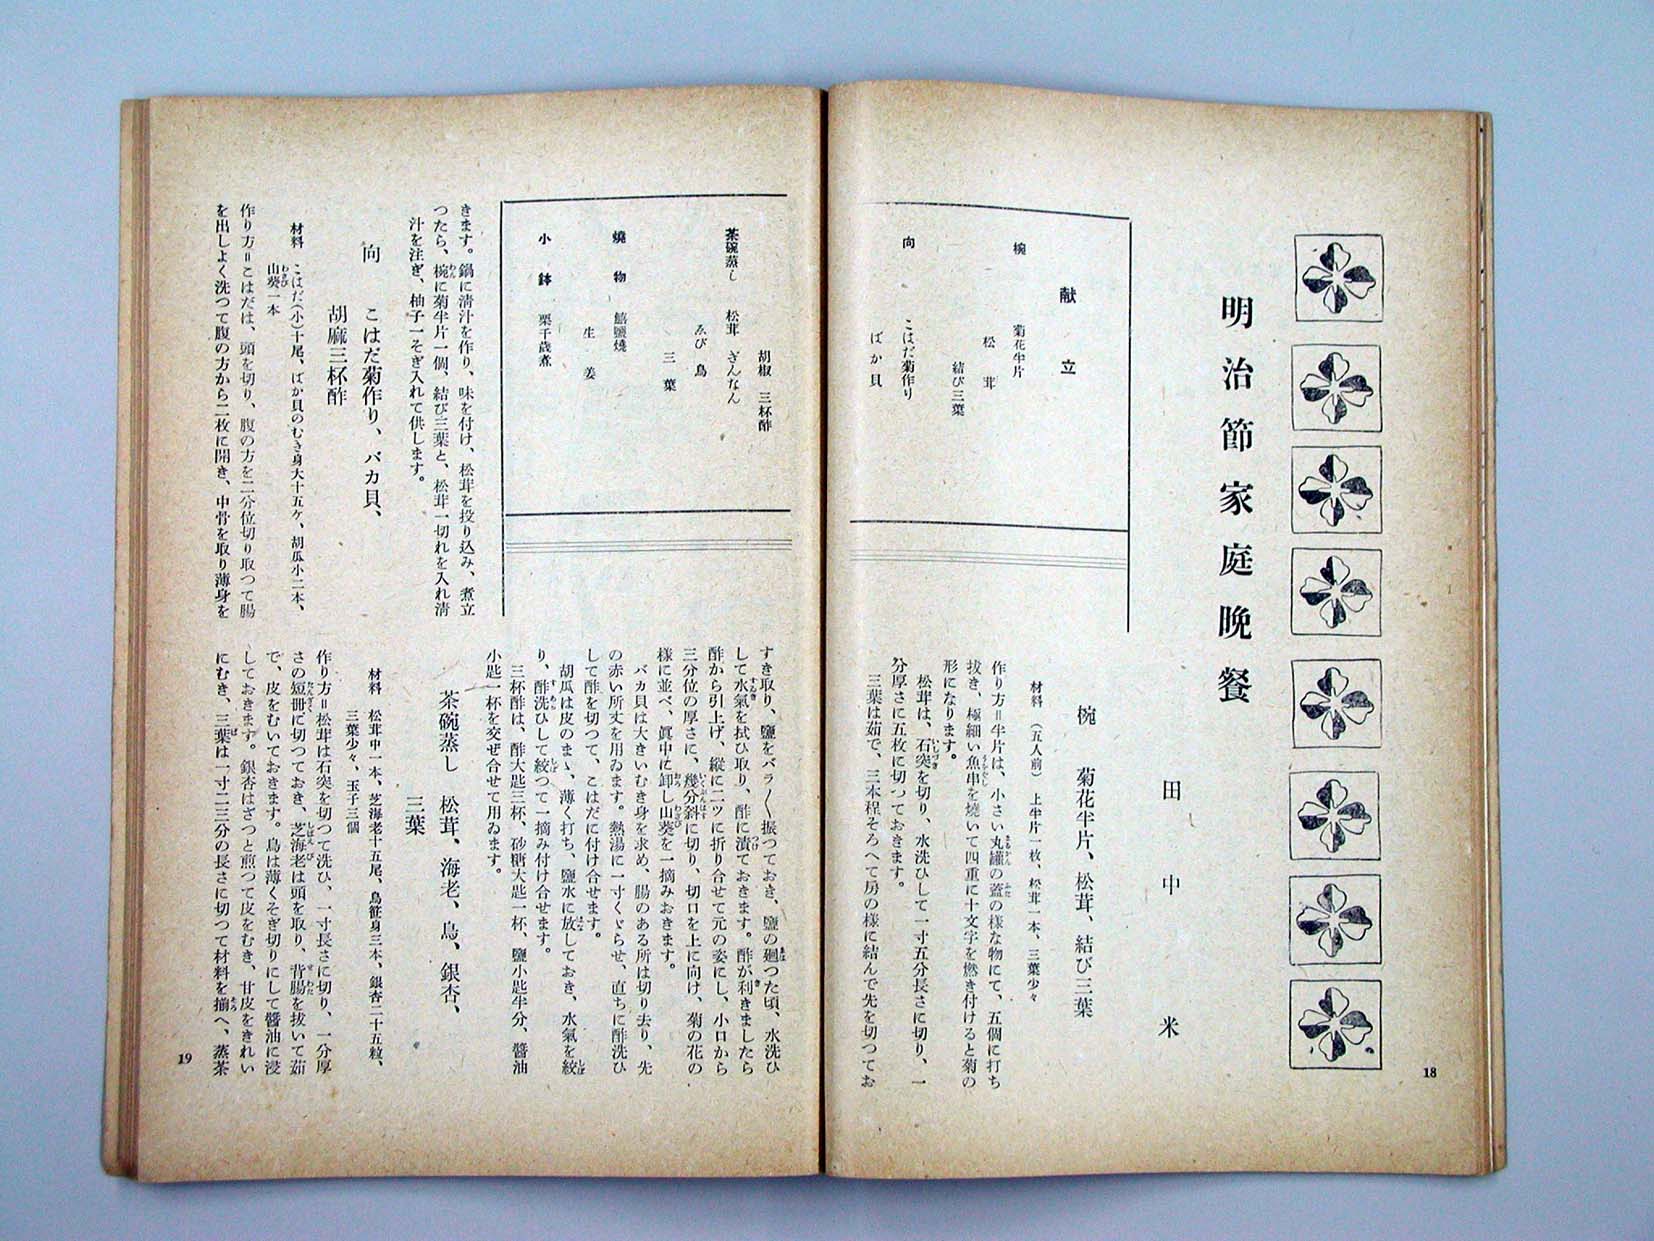 明治節家庭晩餐
田中米
献立
椀　菊花半片
松茸
結び三葉
向　こはだ菊作り
ばか貝
胡椒　三杯酢
茶碗蒸し　松茸　ぎんなん
ゑび　鳥
三葉
燒物　鹽燒
生姜
小鉢　栗千歳煮
椀　菊花半片、松茸、結び三葉
材料　（五人前）　上半片一枚、松茸一本、三葉少々
作り方＝半片は、小さい丸罐の蓋の樣な物にて、五個に打ち
拔き、極細い魚串を燒いて四重に十文字を燃き付けると菊の
形になります。
松茸は、石突を切り、水洗ひして一寸五分長さに切り、一
分厚さに五枚に切つておきます。
三葉は茹で、三本程そろへて房の樣に結んで先を切つてお
きます。鍋に淸汁を作り、味を付け、松茸を投り込み、煮立
つたら、椀に菊半片一個、結び三葉と、松茸一切れを入れ淸
汁を注ぎ、柚子一そぎ入れて供します。
向　こはだ菊作り、バカ貝、
胡麻三杯酢
材料　こはだ（小）十尾、ばか貝のむき身大十五ケ、胡瓜小二本、
山葵一本
作り方＝こはだは、頭を切り、腹の方を二分位切り取つて腸
を出しよく洗つて腹の方から二枚に開き、中骨を取り薄身を
すき取り、鹽をバラ〱振つておき、鹽の廻つた頃、水洗ひ
して水氣を拭ひ取り、酢に漬ておきます。酢が利きましたら
酢から引上げ、縱に二ッに折り合せて元の姿にし、小口から
三分位の厚さに、幾分斜に切り、切口を上に向け、菊の花の
樣に並べ、眞中に卸し山葵を一摘みおきます。
バカ貝は大きいむき身を求め、腸のある所は切り去り、先
の赤い所丈を用ゐます。熱湯に一寸くゞらせ、直ちに酢洗ひ
して酢を切つて、こはだに付け合せます。
胡瓜は皮のまゝ、薄く打ち、鹽水に放しておき、水氣を絞
り、酢洗ひして絞つて一摘み付け合せます。
三杯酢は、酢大匙三杯、砂糖大匙一杯、鹽小匙半分、醬油
小匙一杯を交ぜ合せて用ゐます。
茶碗蒸し　松茸、海老、鳥、銀杏、
三葉
材料　松茸中一本、芝海老十五尾、鳥笹身三本、銀杏二十五粒、
三葉少々、玉子三個
作り方＝松茸は石突を切つて洗ひ、一寸長さに切り、一分厚
さの短冊に切つておき、芝海老は頭を取り、背腸を拔いて茹
で、皮をむいておきます。鳥は薄くそぎ切りにして醬油に浸
しておきます。銀杏はざつと煎つて皮をむき、甘皮をきれい
にむき、三葉は一寸二三分の長さに切つて材料を揃へ、蒸茶
18
19